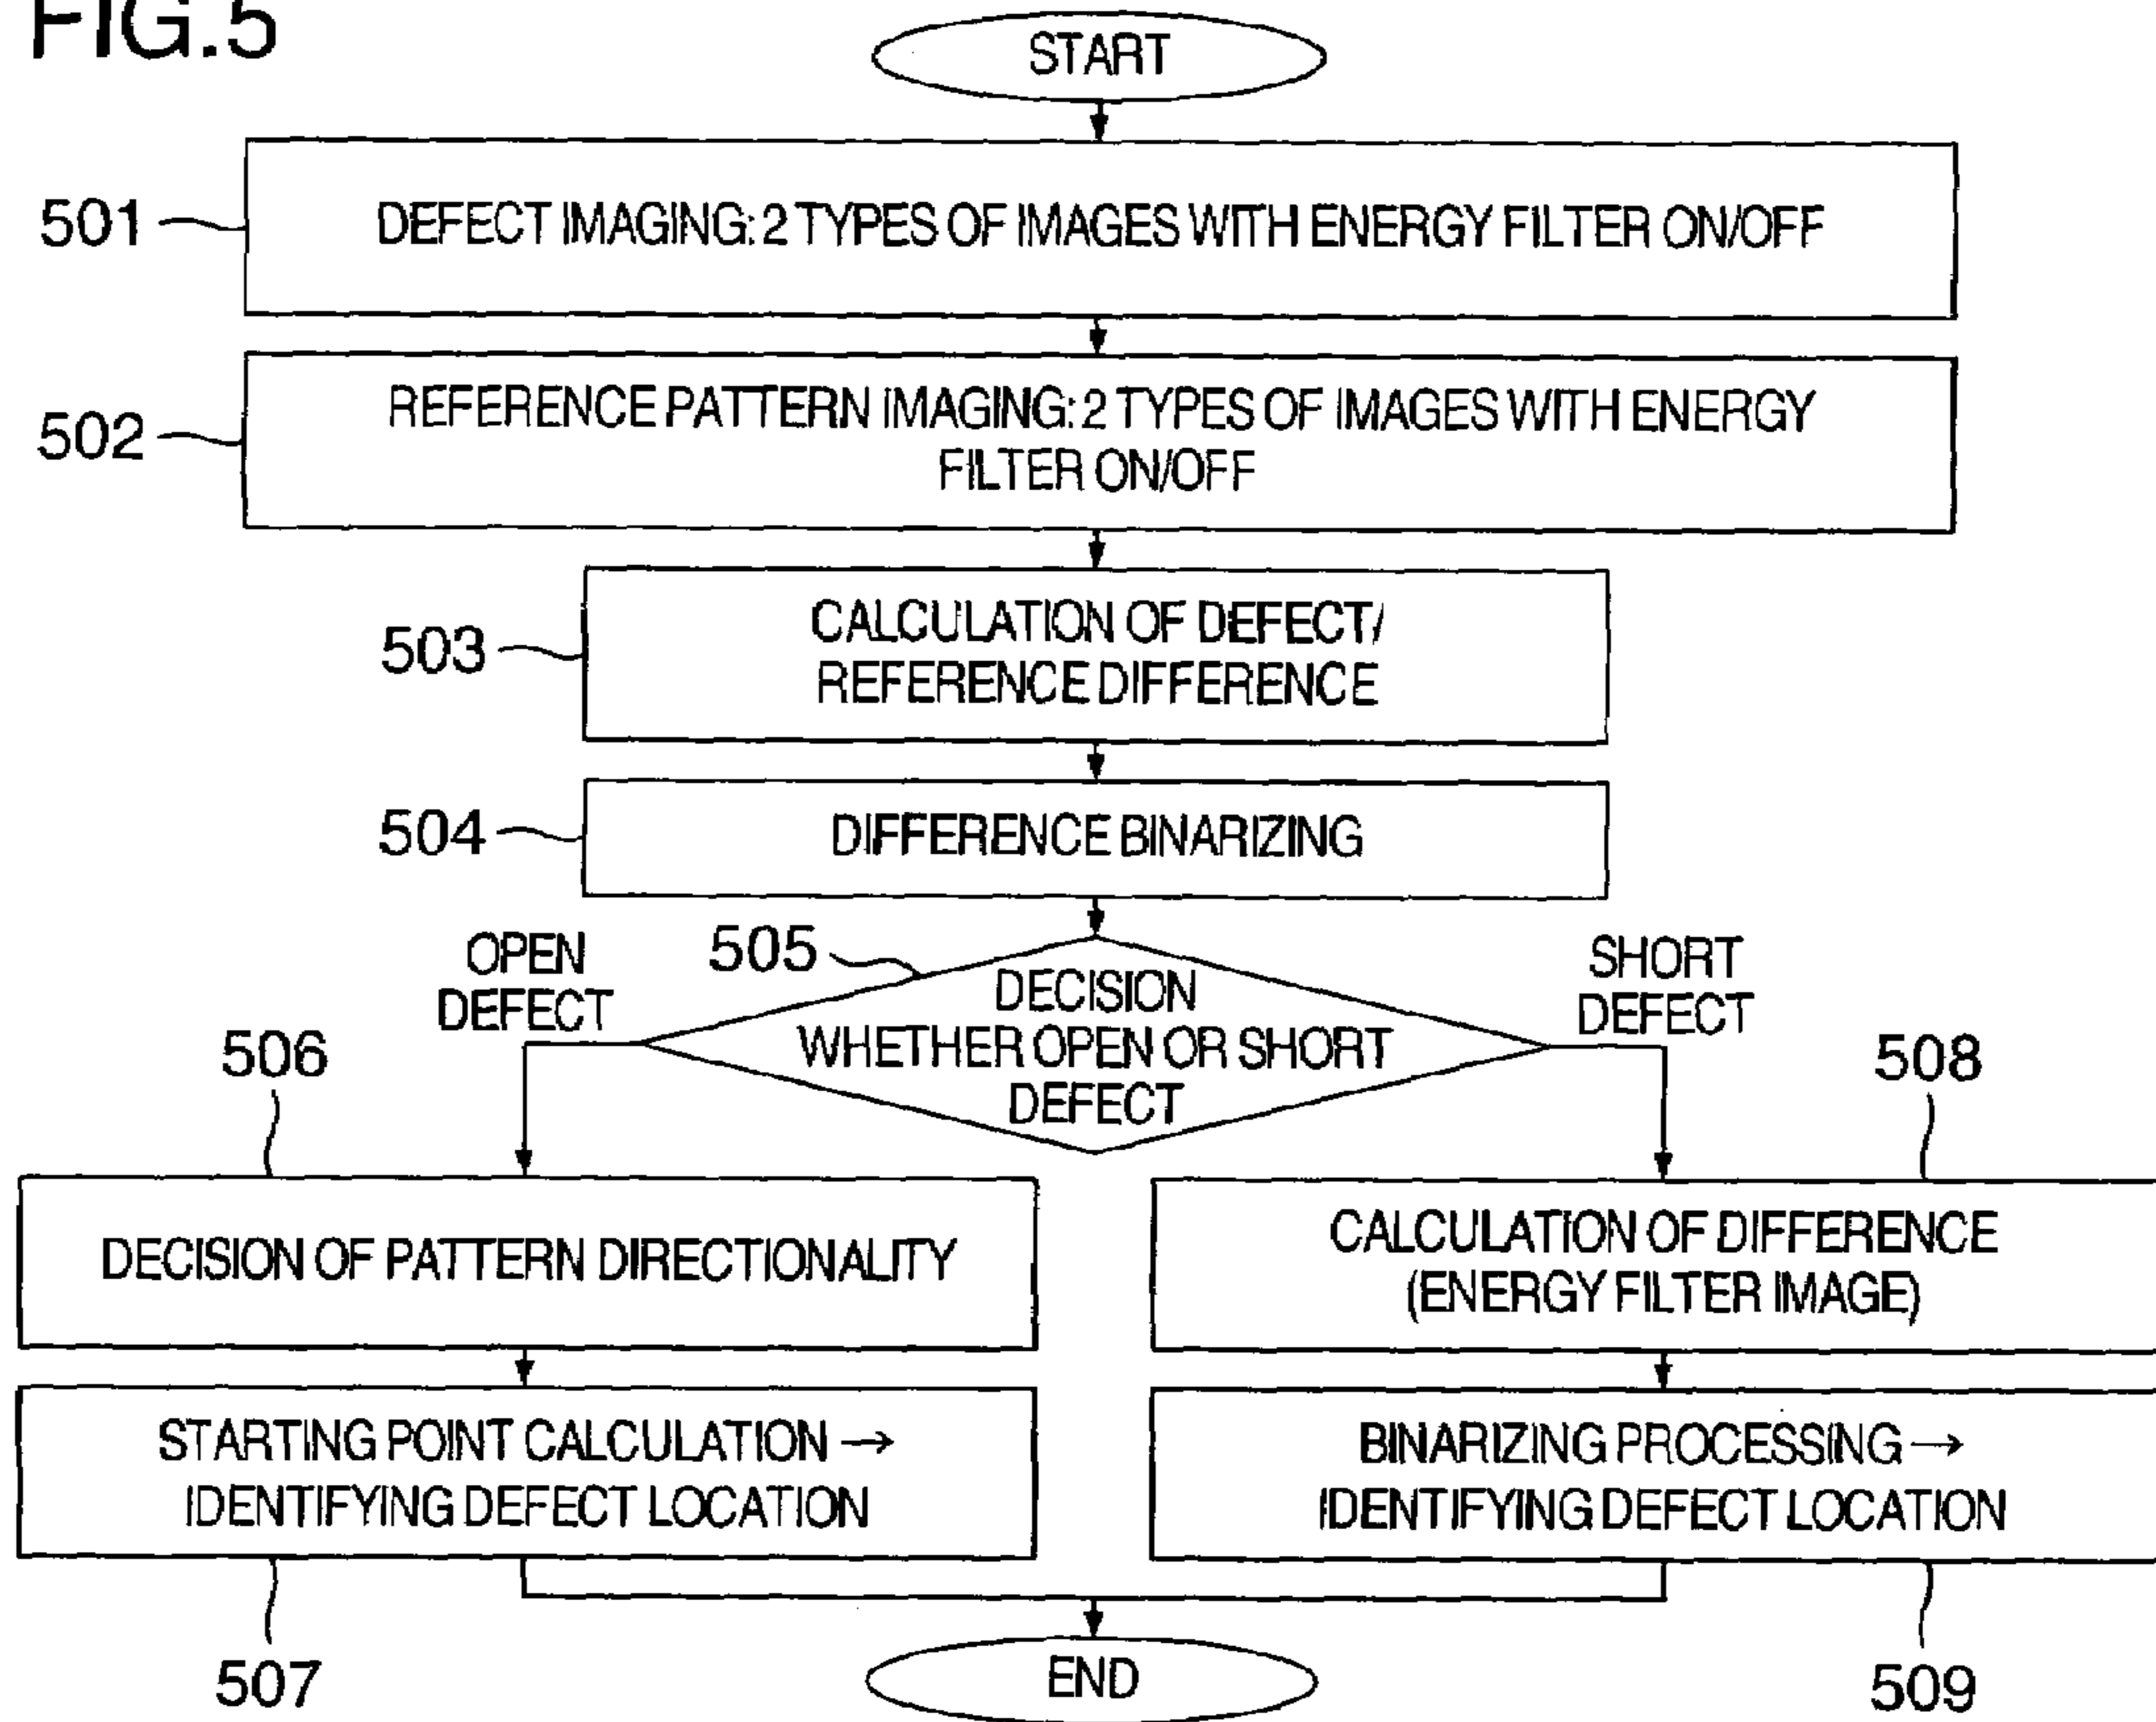 FIG.5
START
501
DEFECT IMAGING: 2 TYPES OF IMAGES WITH ENERGY FILTER ON/OFF
502
REFERENCE PATTERN IMAGING: 2 TYPES OF IMAGES WITH ENERGY
FILTER ON/OFF
503
CALCULATION OF DEFECT/
REFERENCE DIFFERENCE
504
DIFFERENCE BINARIZING
505
DECISION
WHETHER OPEN OR SHORT
DEFECT
OPEN
DEFECT
SHORT
DEFECT
506
DECISION OF PATTERN DIRECTIONALITY
508
CALCULATION OF DIFFERENCE
(ENERGY FILTER IMAGE)
STARTING POINT CALCULATION →
IDENTIFYING DEFECT LOCATION
507
BINARIZING PROCESSING →
IDENTIFYING DEFECT LOCATION
509
END